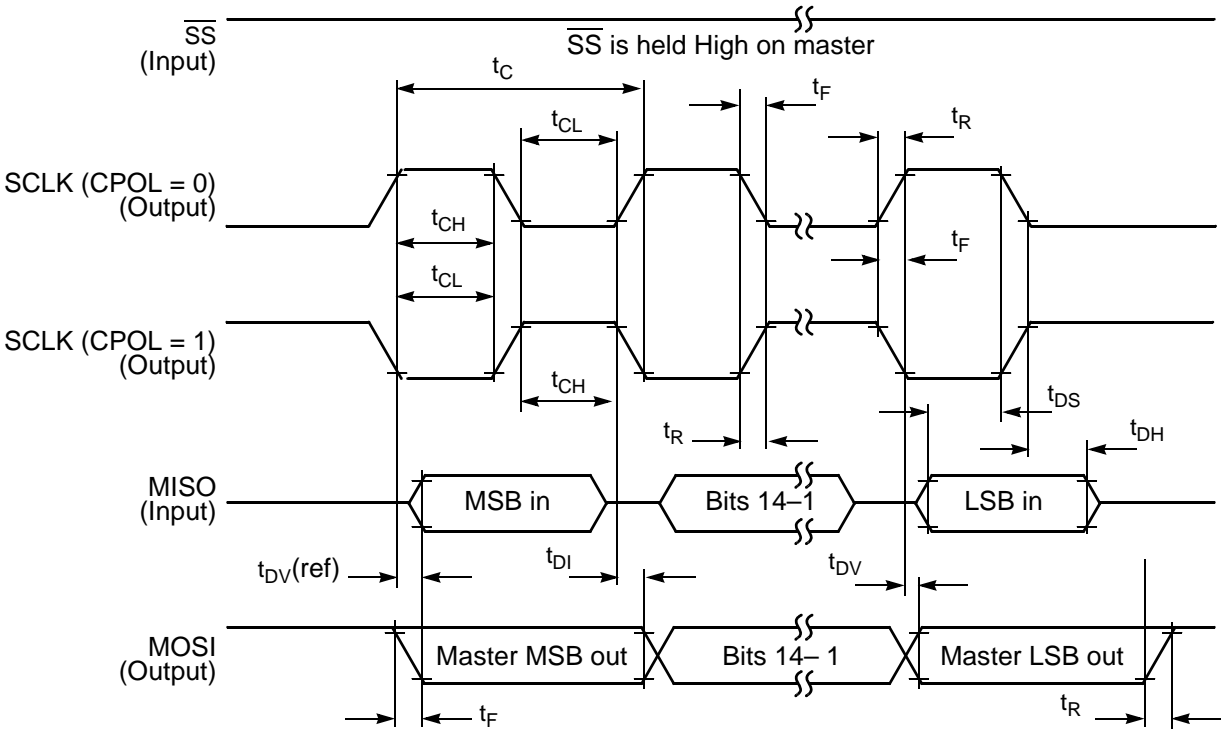 SS
(Input)
SS is held High on master
tC
tF
tCL
tR
SCLK (CPOL = 0)
(Output)
tCH
tF
tCL
SCLK (CPOL = 1)
(Output)
tCH
tDS
tR
tDH
MISO
(Input)
MSB in
Bits 14–1
LSB in
tDV(ref)
tDI
tDV
MOSI
(Output)
Master MSB out
Bits 14– 1
Master LSB out
tF
tR